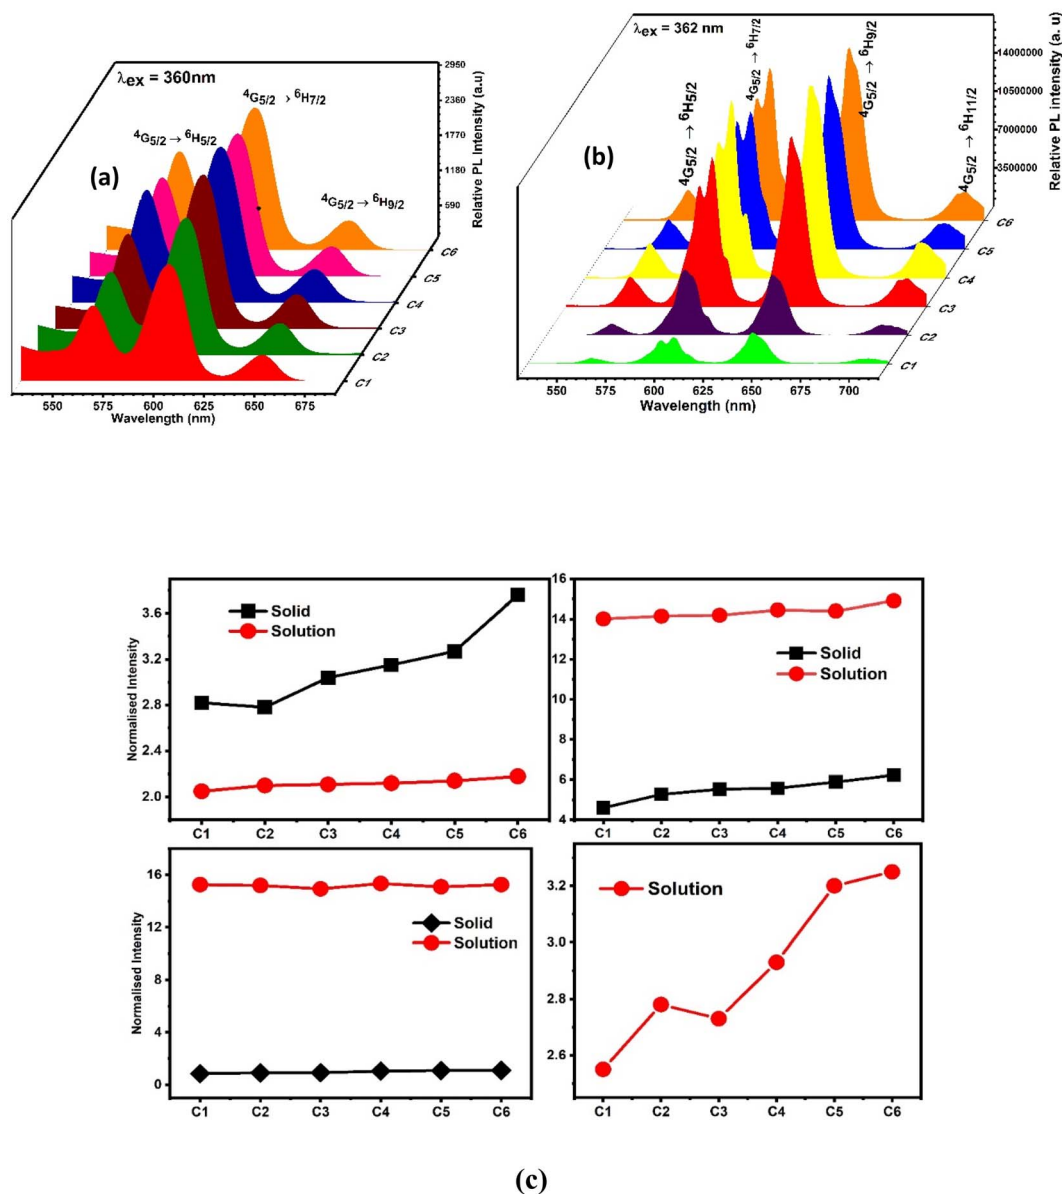 λex = 360nm
⁴G5/2 → ⁶H7/2
⁴G5/2 → ⁶H5/2
(a)
⁴G5/2 → ⁶H9/2
2950
2360
1770
1180
590
Relative PL Intensity (a.u)
C6
C5
C4
C3
C2
C1
550 575 600 625 650 675
Wavelength (nm)
λex = 362 nm
(b)
⁴G5/2 → ⁶H5/2
⁴G5/2 → ⁶H7/2
⁴G5/2 → ⁶H9/2
⁴G5/2 → ⁶H11/2
14000000
10500000
7000000
3500000
Relative PL intensity (a. u)
C6
C5
C4
C3
C2
C1
550 575 600 625 650 675 700
Wavelength (nm)
Normalised Intensity
3.6
3.2
2.8
2.4
2.0
Solid
Solution
C1 C2 C3 C4 C5 C6
16
14
12
10
8
6
4
Solid
Solution
C1 C2 C3 C4 C5 C6
Normalised Intensity
16
12
8
4
0
Solid
Solution
C1 C2 C3 C4 C5 C6
3.2
3.0
2.8
2.6
Solution
C1 C2 C3 C4 C5 C6
(c)